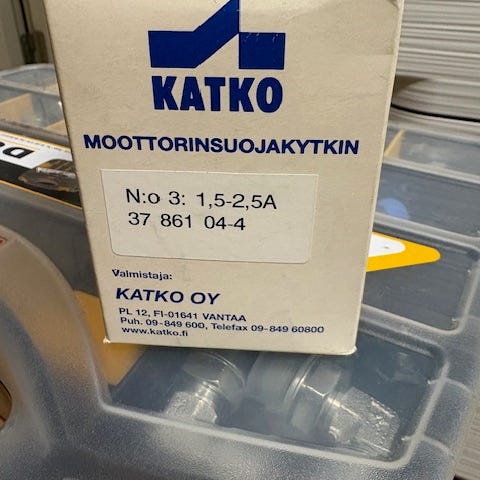 KATKO
MOOTTORINSUOJAKYTKIN
N:o 3: 1,5-2,5A
37 861 04-4
Valmistaja:
KATKO OY
PL 12, FI-01641 VANTAA
Puh. 09-849 600, Telefax 09-849 60800
www.katko.fi